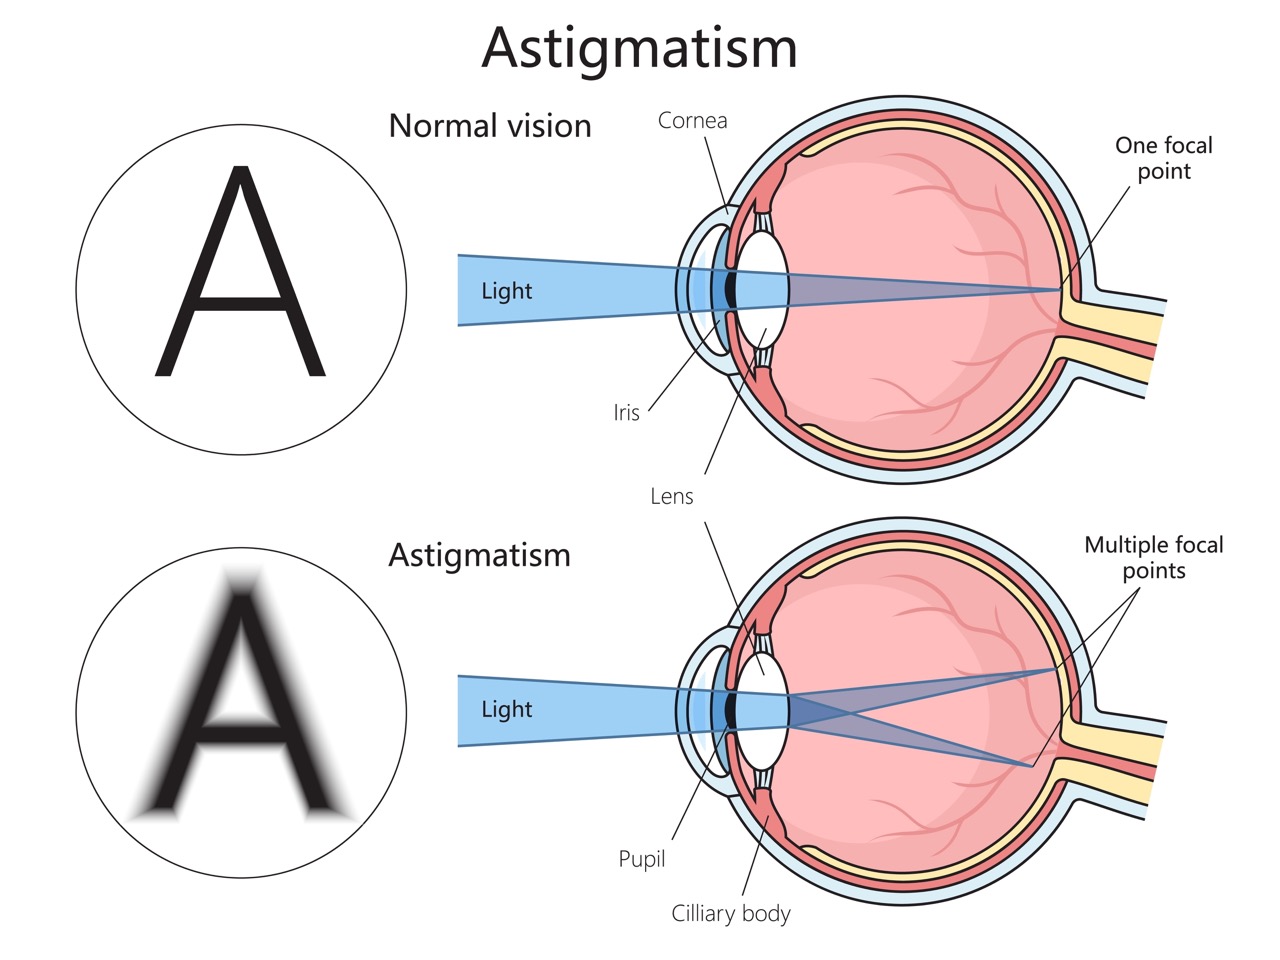 Astigmatism
Normal vision
Cornea
One focal
point
A
Light
Iris
Lens
Astigmatism
Multiple focal
points
A
Light
Pupil
Cilliary body